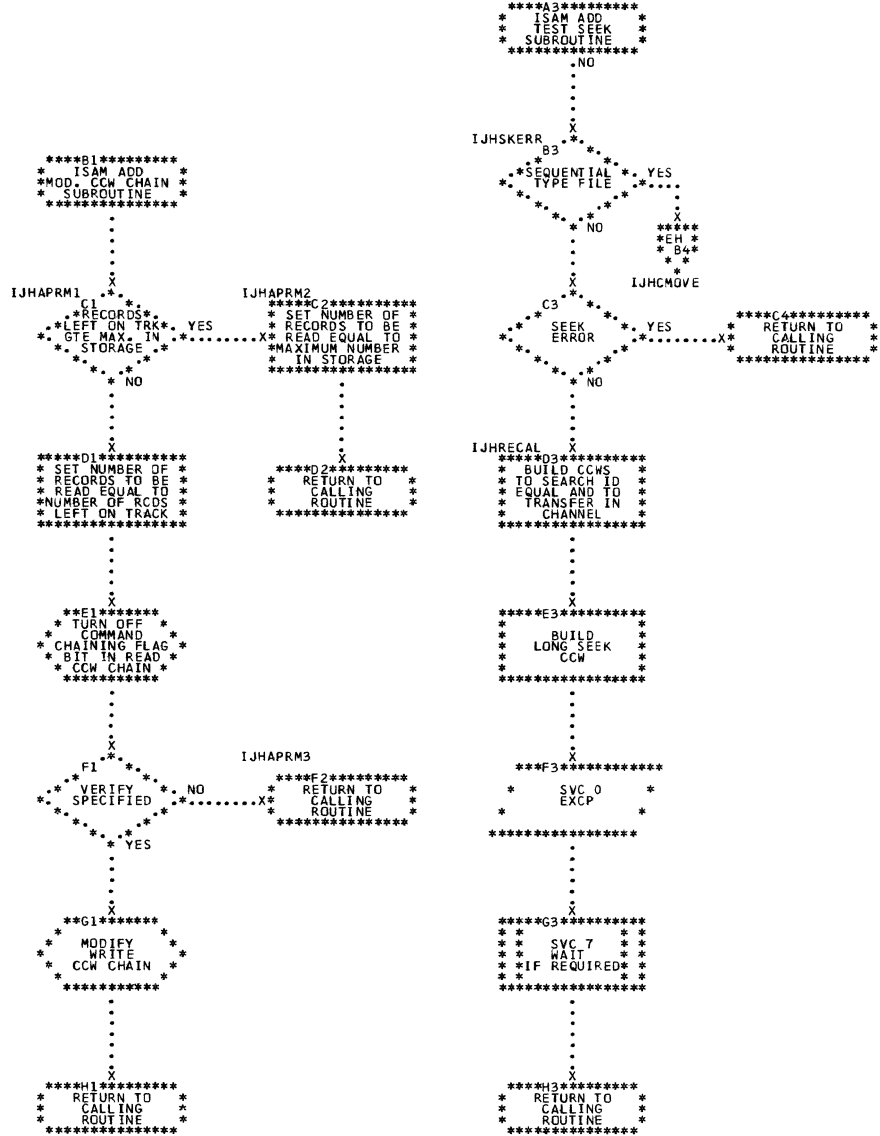 A3
ISAM ADD
TEST SEEK
SUBROUTINE
NO
IJHSKERR
B3
SEQUENTIAL
TYPE FILE
YES
NO
EH
B4
IJHCMOVE
C3
SEEK
ERROR
YES
NO
C4
RETURN TO
CALLING
ROUTINE
IJHRECAL
D3
BUILD CCWS
TO SEARCH ID
EQUAL AND TO
TRANSFER IN
CHANNEL
E3
BUILD
LONG SEEK
CCW
F3
SVC 0
EXCP
G3
SVC 7
WAIT
IF REQUIRED
H3
RETURN TO
CALLING
ROUTINE
B1
ISAM ADD
MOD. CCW CHAIN
SUBROUTINE
IJHAPRM1
C1
RECORDS
LEFT ON TRK
GTE MAX. IN
STORAGE
YES
NO
IJHAPRM2
C2
SET NUMBER OF
RECORDS TO BE
READ EQUAL TO
MAXIMUM NUMBER
IN STORAGE
D2
RETURN TO
CALLING
ROUTINE
D1
SET NUMBER OF
RECORDS TO BE
READ EQUAL TO
NUMBER OF RCDS
LEFT ON TRACK
E1
TURN OFF
COMMAND
CHAINING FLAG
BIT IN READ
CCW CHAIN
F1
VERIFY
SPECIFIED
NO
YES
IJHAPRM3
F2
RETURN TO
CALLING
ROUTINE
G1
MODIFY
WRITE
CCW CHAIN
H1
RETURN TO
CALLING
ROUTINE